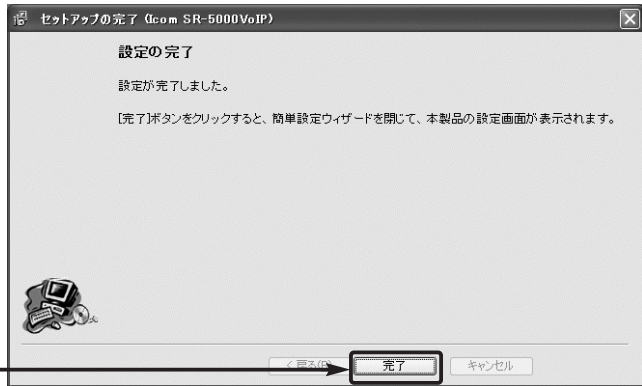 セットアップの完了 (Icom SR-5000VoIP)
設定の完了
設定が完了しました。
[完了]ボタンをクリックすると、簡単設定ウィザードを閉じて、本製品の設定画面が表示されます。
< 戻る(B) 完了 キャンセル